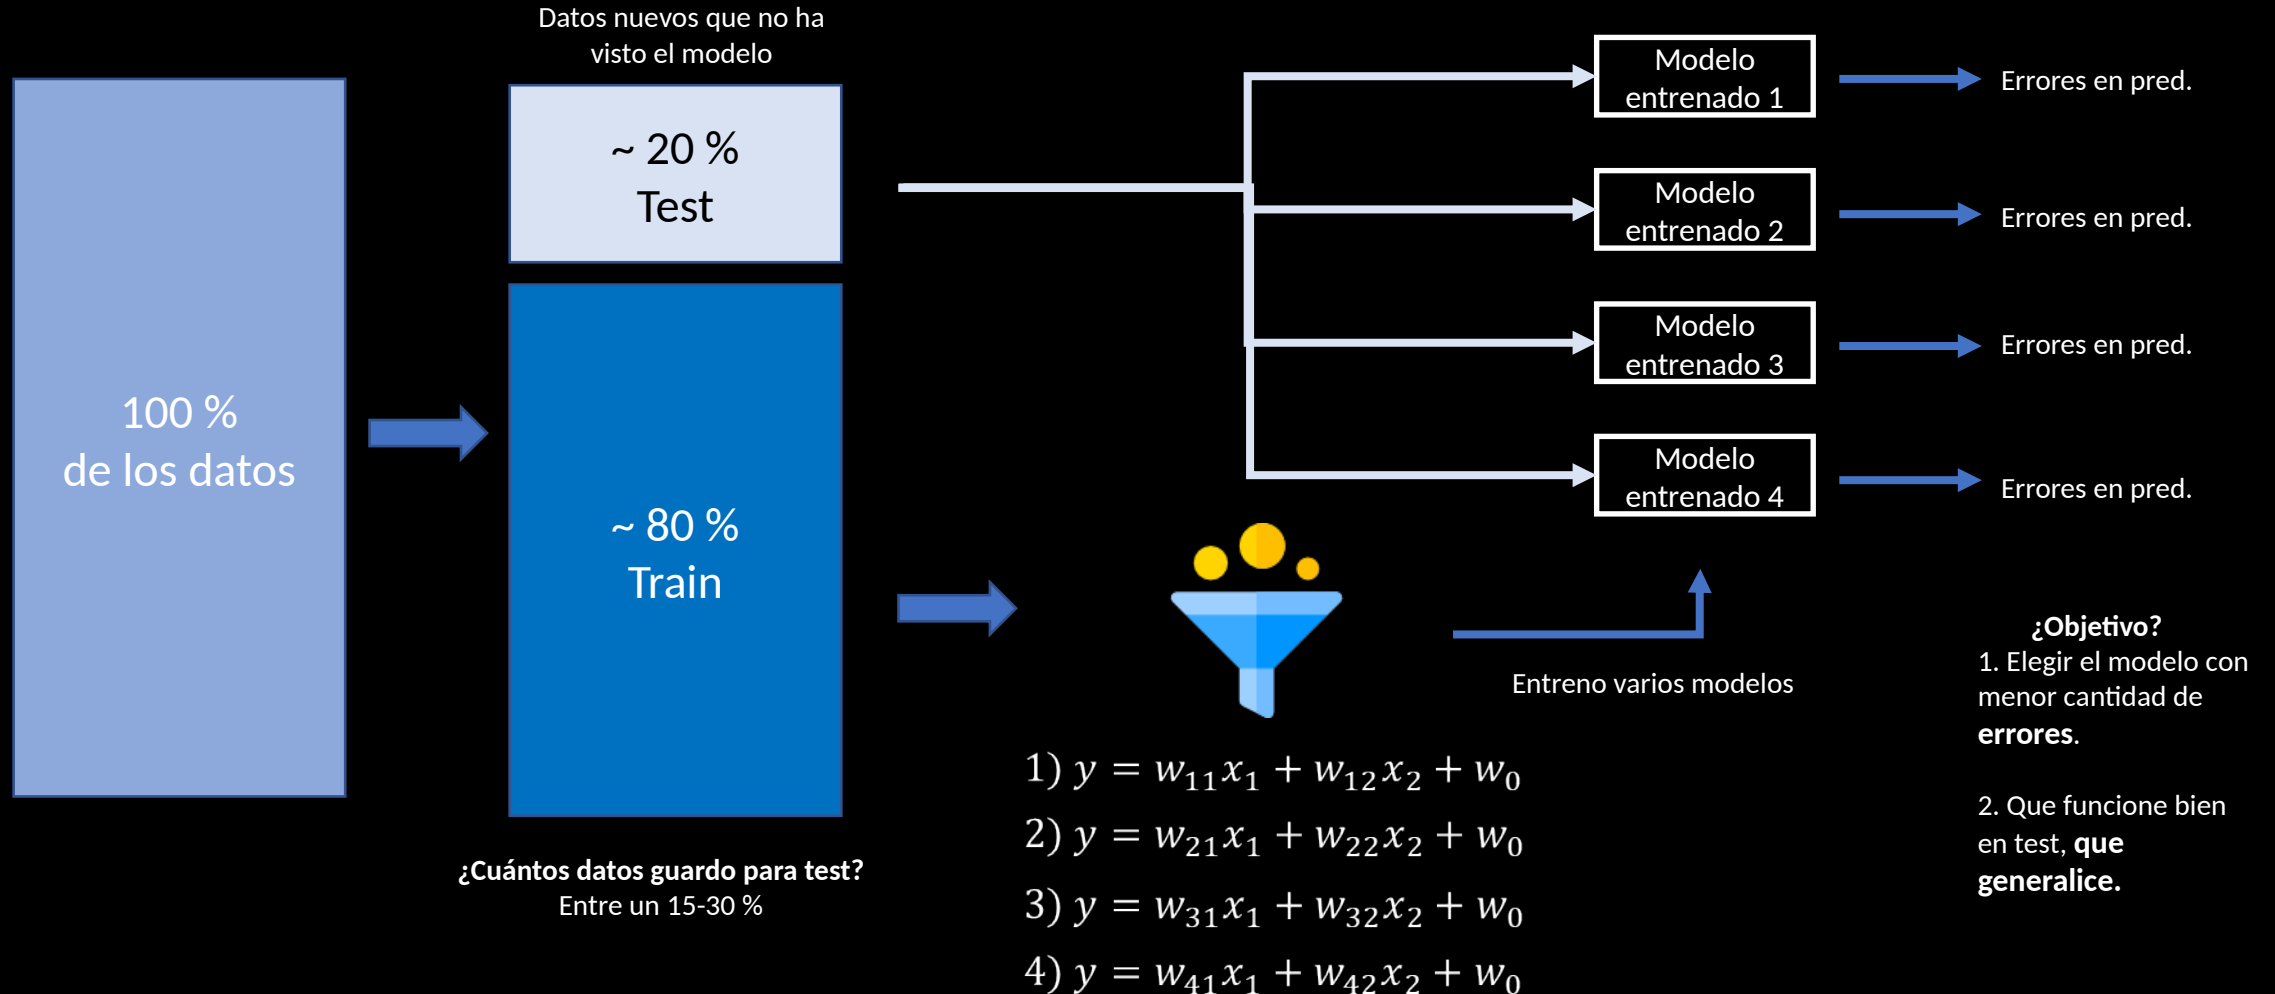 Datos nuevos que no ha
visto el modelo
100 %
de los datos
~ 20 %
Test
~ 80 %
Train
¿Cuántos datos guardo para test?
Entre un 15-30 %
Modelo
entrenado 1
Errores en pred.
Modelo
entrenado 2
Errores en pred.
Modelo
entrenado 3
Errores en pred.
Modelo
entrenado 4
Errores en pred.
Entreno varios modelos
1) y = w₁₁x₁ + w₁₂x₂ + w₀
2) y = w₂₁x₁ + w₂₂x₂ + w₀
3) y = w₃₁x₁ + w₃₂x₂ + w₀
4) y = w₄₁x₁ + w₄₂x₂ + w₀
¿Objetivo?
1. Elegir el modelo con
menor cantidad de
errores.
2. Que funcione bien
en test, que
generalice.